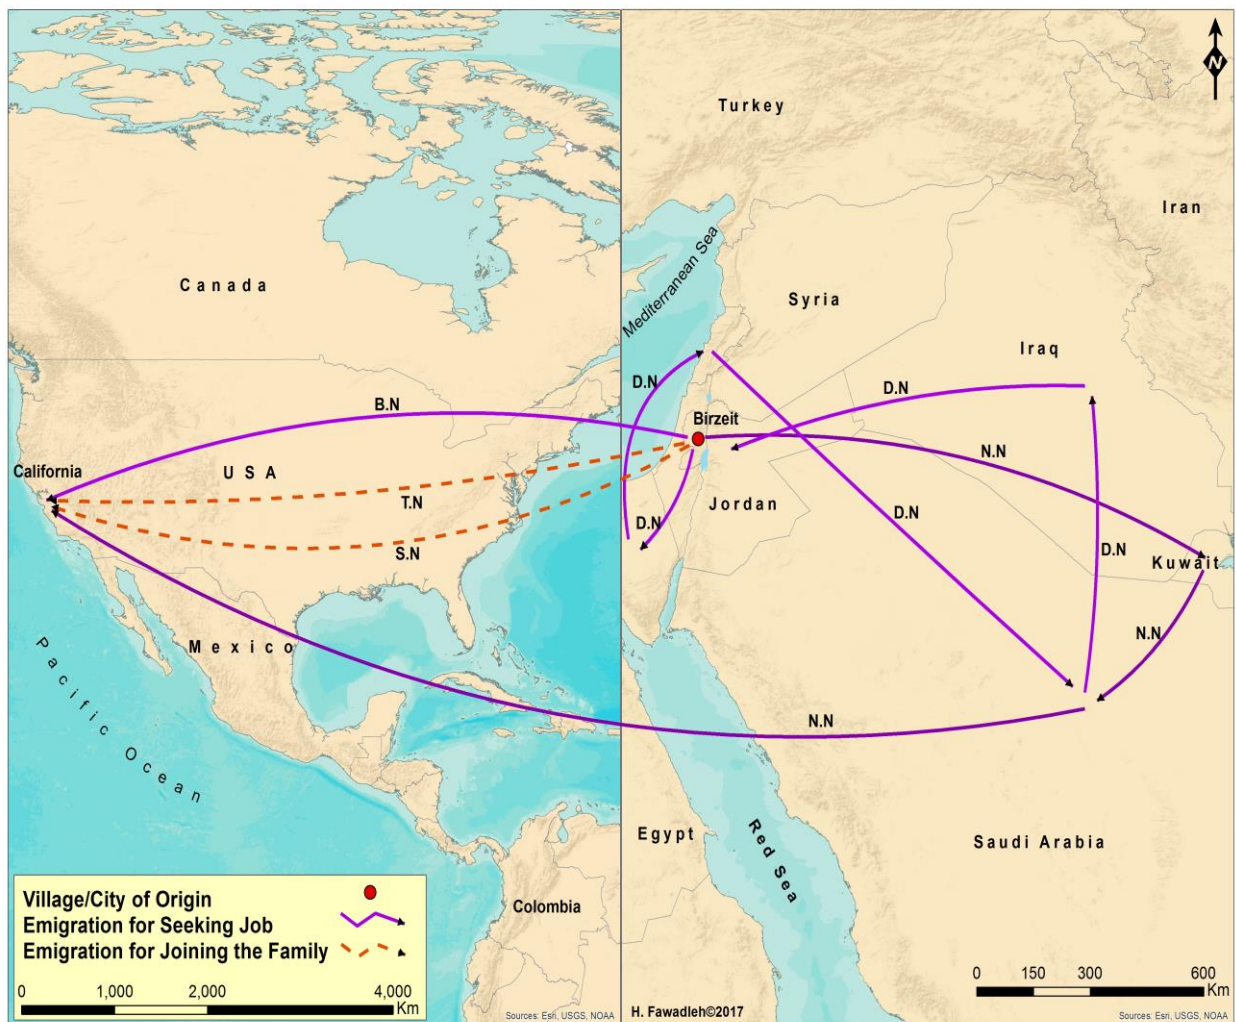 N
Turkey
Iran
Mediterranean Sea
Canada
Syria
Iraq
D.N
D.N
B.N
Birzeit
N.N
California
USA
T.N
Jordan
D.N
D.N
S.N
D.N
Kuwait
Mexico
N.N
Pacific Ocean
N.N
Egypt
Red Sea
Saudi Arabia
Colombia
Village/City of Origin
Emigration for Seeking Job
Emigration for Joining the Family
0 1,000 2,000 4,000
Km
Sources: Esri, USGS, NOAA
H. Fawadleh©2017
0 150 300 600
Km
Sources: Esri, USGS, NOAA